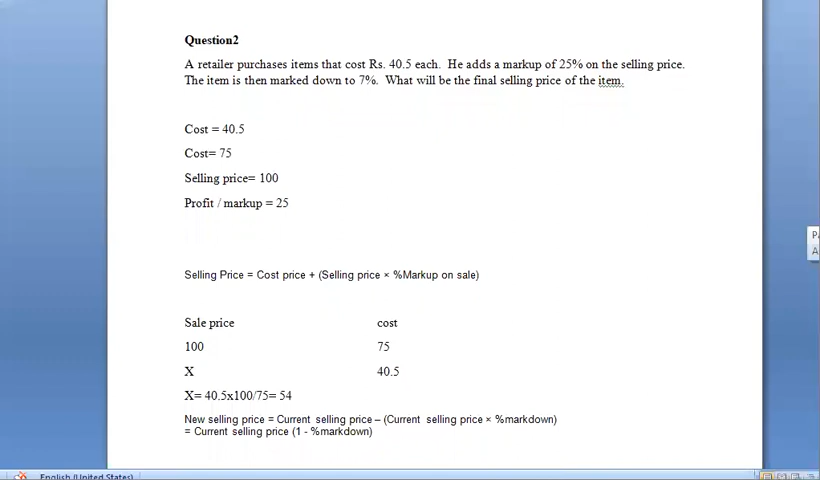 Question2
A retailer purchases items that cost Rs. 40.5 each.  He adds a markup of 25% on the selling price.
The item is then marked down to 7%.  What will be the final selling price of the item.
Cost = 40.5
Cost= 75
Selling price= 100
Profit / markup = 25
Selling Price = Cost price + (Selling price × %Markup on sale)
Sale price cost
100 75
X 40.5
X= 40.5x100/75= 54
New selling price = Current selling price – (Current selling price × %markdown)
= Current selling price (1 - %markdown)
English (United States)